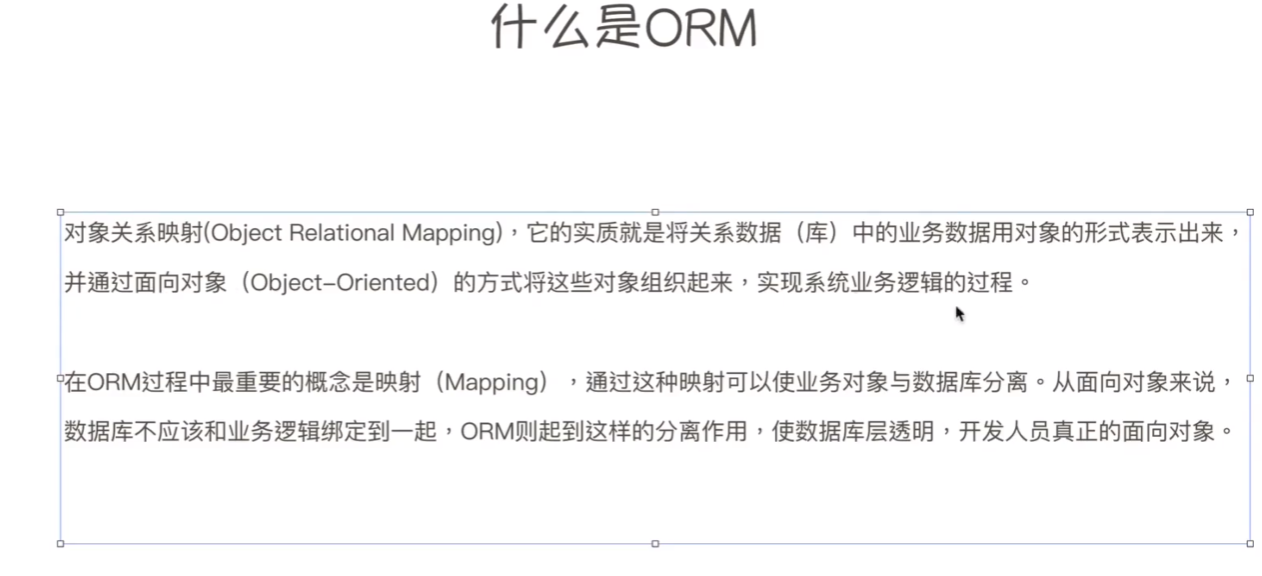 什么是ORM
对象关系映射(Object Relational Mapping)，它的实质就是将关系数据（库）中的业务数据用对象的形式表示出来，
并通过面向对象（Object-Oriented）的方式将这些对象组织起来，实现系统业务逻辑的过程。
在ORM过程中最重要的概念是映射（Mapping），通过这种映射可以使业务对象与数据库分离。从面向对象来说，
数据库不应该和业务逻辑绑定到一起，ORM则起到这样的分离作用，使数据库层透明，开发人员真正的面向对象。